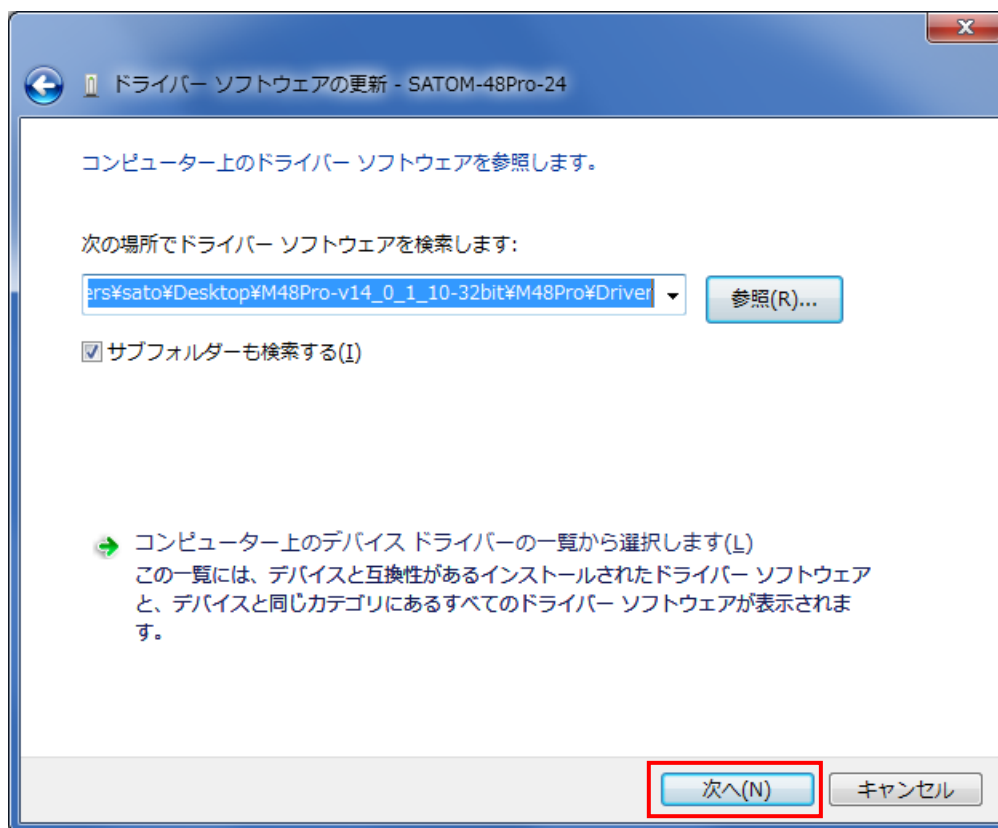 ドライバー ソフトウェアの更新 - SATOM-48Pro-24
コンピューター上のドライバー ソフトウェアを参照します。
次の場所でドライバー ソフトウェアを検索します:
ers¥sato¥Desktop¥M48Pro-v14_0_1_10-32bit¥M48Pro¥Driver
参照(R)...
サブフォルダーも検索する(I)
コンピューター上のデバイス ドライバーの一覧から選択します(L)
この一覧には、デバイスと互換性があるインストールされたドライバー ソフトウェア
と、デバイスと同じカテゴリにあるすべてのドライバー ソフトウェアが表示されま
す。
次へ(N)
キャンセル